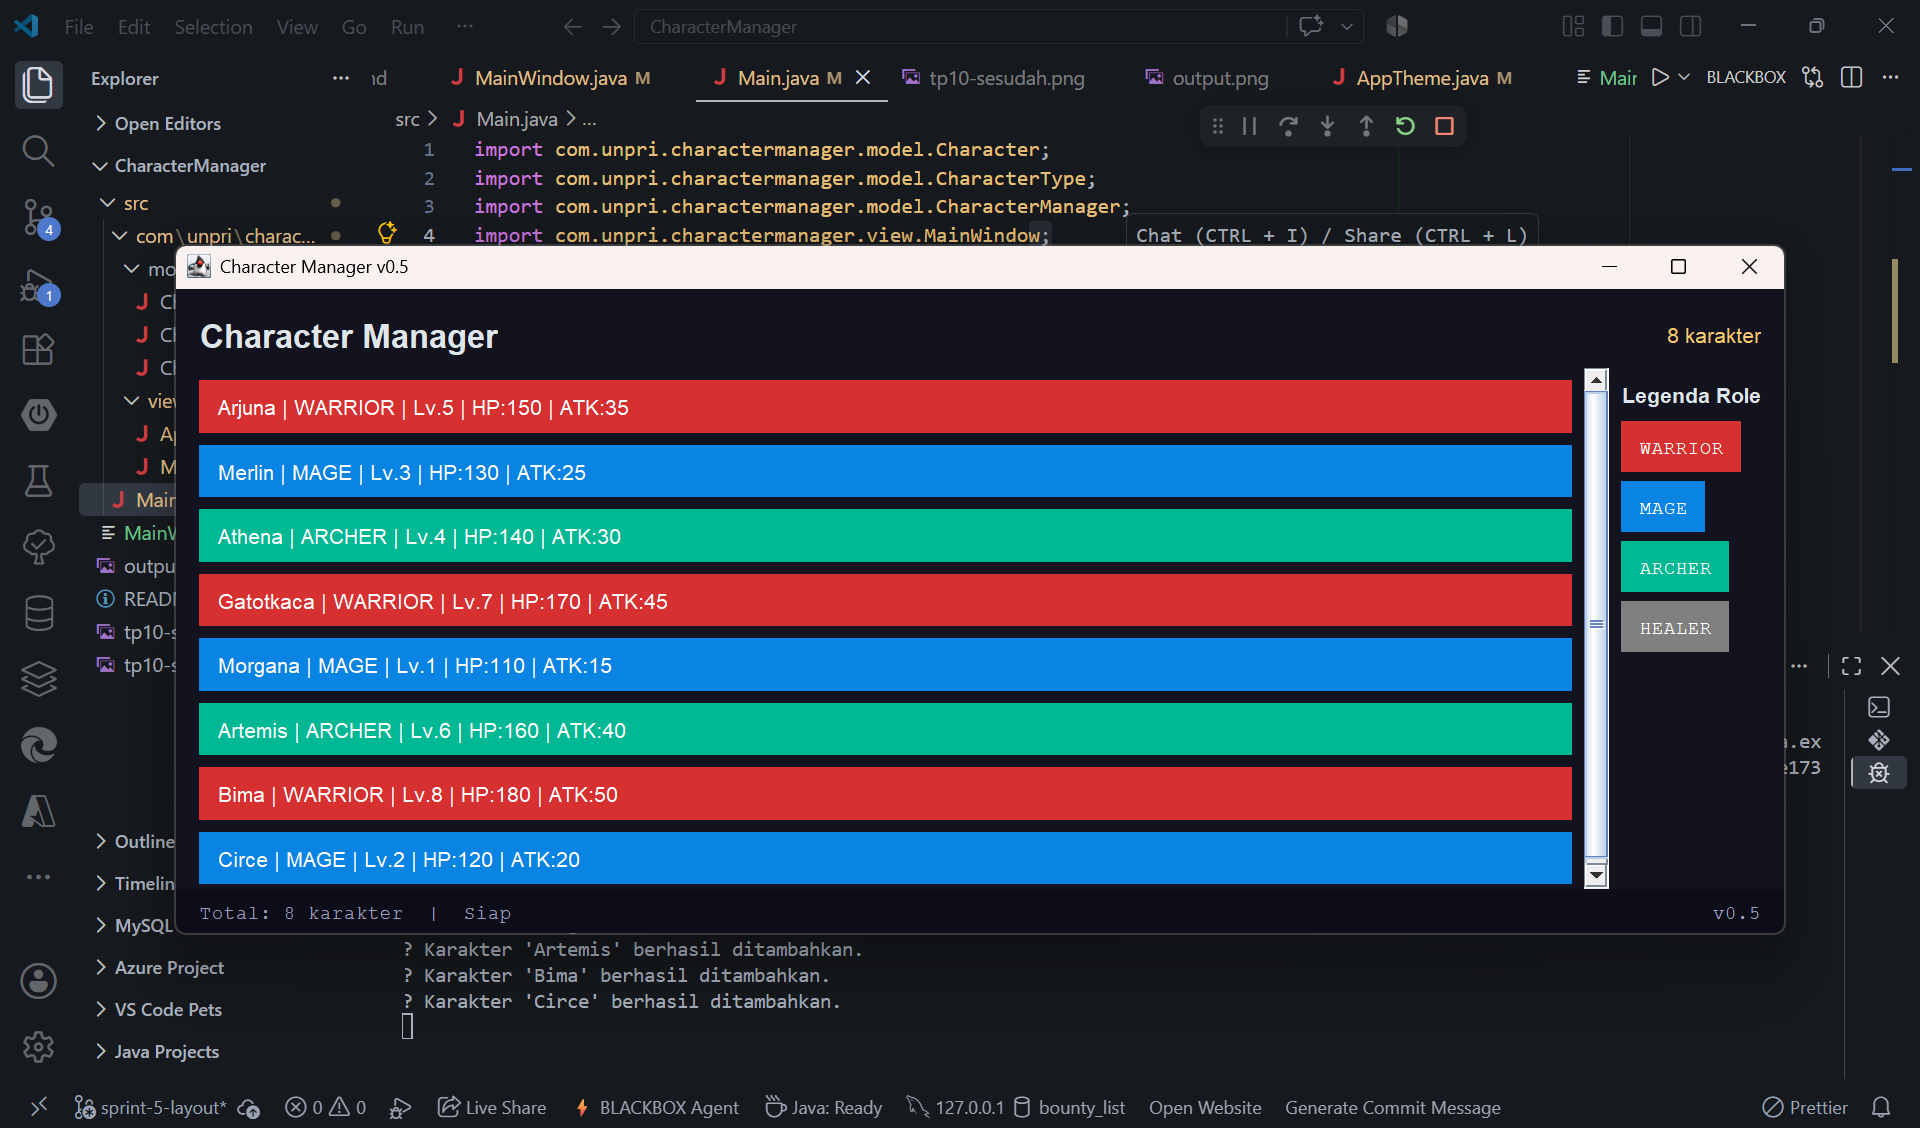 File Edit Selection View Go Run ··· CharacterManager
Explorer ··· MainWindow.java M Main.java M tp10-sesudah.png output.png AppTheme.java M BLACKBOX ···
Open Editors
src > Main.java > ...
CharacterManager
src
1 import com.unpri.charactermanager.model.Character;
2 import com.unpri.charactermanager.model.CharacterType;
3 import com.unpri.charactermanager.model.CharacterManager;
4 import com.unpri.charactermanager.view.MainWindow;
com\unpri\charac...
Chat (CTRL + I) / Share (CTRL + L)
4
1
Character Manager v0.5
Character Manager
8 karakter
Arjuna | WARRIOR | Lv.5 | HP:150 | ATK:35
Merlin | MAGE | Lv.3 | HP:130 | ATK:25
Athena | ARCHER | Lv.4 | HP:140 | ATK:30
Gatotkaca | WARRIOR | Lv.7 | HP:170 | ATK:45
Morgana | MAGE | Lv.1 | HP:110 | ATK:15
Artemis | ARCHER | Lv.6 | HP:160 | ATK:40
Bima | WARRIOR | Lv.8 | HP:180 | ATK:50
Circe | MAGE | Lv.2 | HP:120 | ATK:20
Legenda Role
WARRIOR
MAGE
ARCHER
HEALER
Total: 8 karakter | Siap
v0.5
Main
Outline
MySQL
Azure Project
VS Code Pets
Java Projects
? Karakter 'Artemis' berhasil ditambahkan.
? Karakter 'Bima' berhasil ditambahkan.
? Karakter 'Circe' berhasil ditambahkan.
sprint-5-layout* 0 0 Live Share BLACKBOX Agent Java: Ready 127.0.0.1 bounty_list Open Website Generate Commit Message Prettier